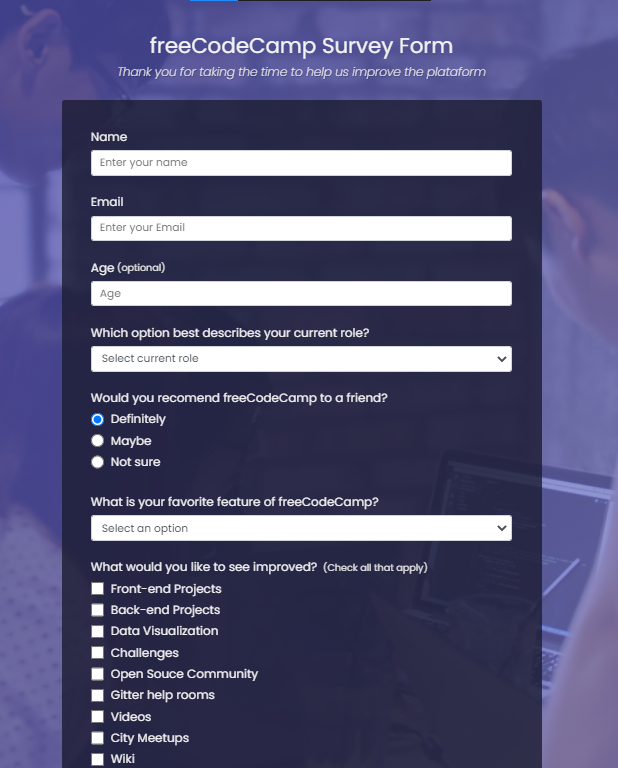 freeCodeCamp Survey Form
Thank you for taking the time to help us improve the plataform
Name
Enter your name
Email
Enter your Email
Age (optional)
Age
Which option best describes your current role?
Select current role
Would you recomend freeCodeCamp to a friend?
Definitely
Maybe
Not sure
What is your favorite feature of freeCodeCamp?
Select an option
What would you like to see improved? (Check all that apply)
Front-end Projects
Back-end Projects
Data Visualization
Challenges
Open Souce Community
Gitter help rooms
Videos
City Meetups
Wiki